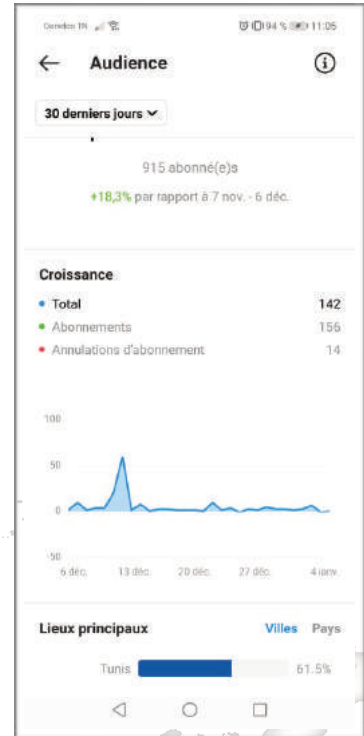 Ooredoo TN 94 % 11:05
Audience
30 derniers jours
915 abonné(e)s
+18,3% par rapport à 7 nov. - 6 déc.
Croissance
Total 142
Abonnements 156
Annulations d'abonnement 14
100
50
0
-50
6 déc. 13 déc. 20 déc. 27 déc. 4 janv.
Lieux principaux Villes Pays
Tunis 61.5%